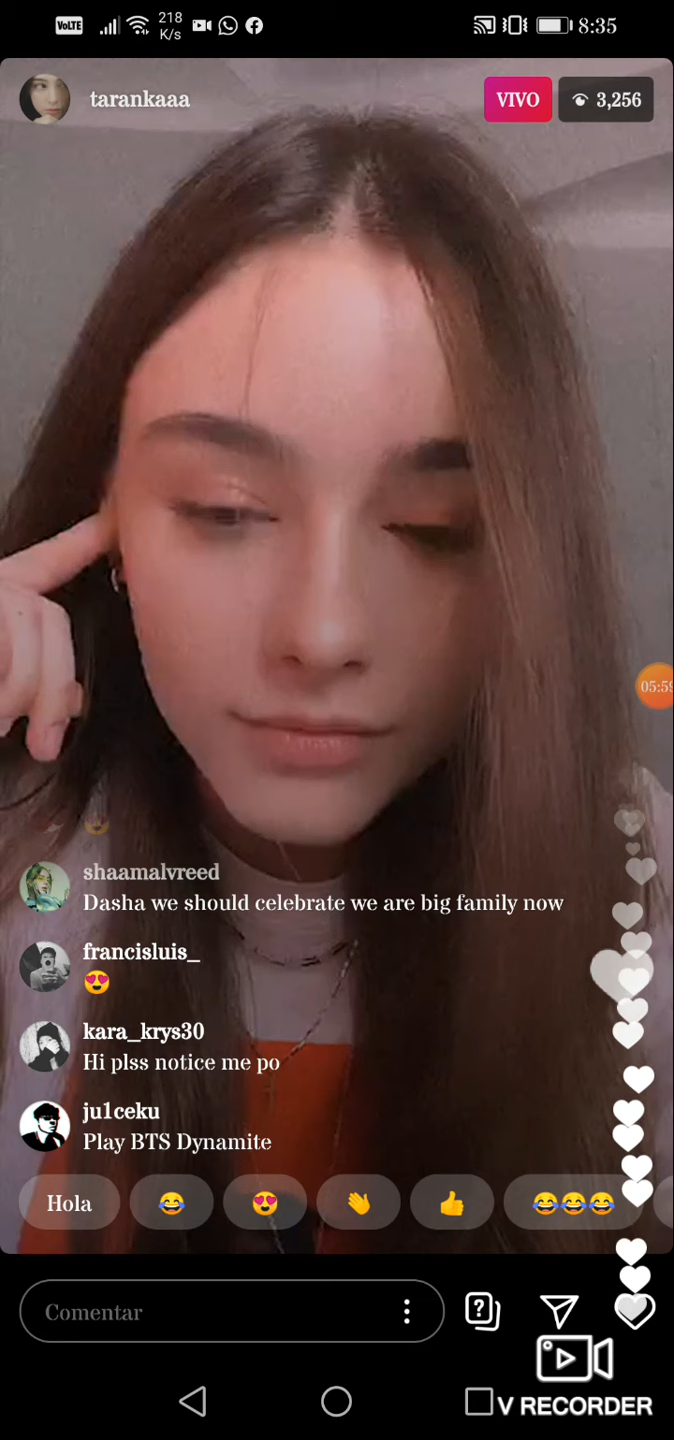 VoLTE 218 K/s 8:35
tarankaaa VIVO 3,256
05:59
shaamalvreed
Dasha we should celebrate we are big family now
francisluis_
kara_krys30
Hi plss notice me po
ju1ceku
Play BTS Dynamite
Hola
Comentar
V RECORDER